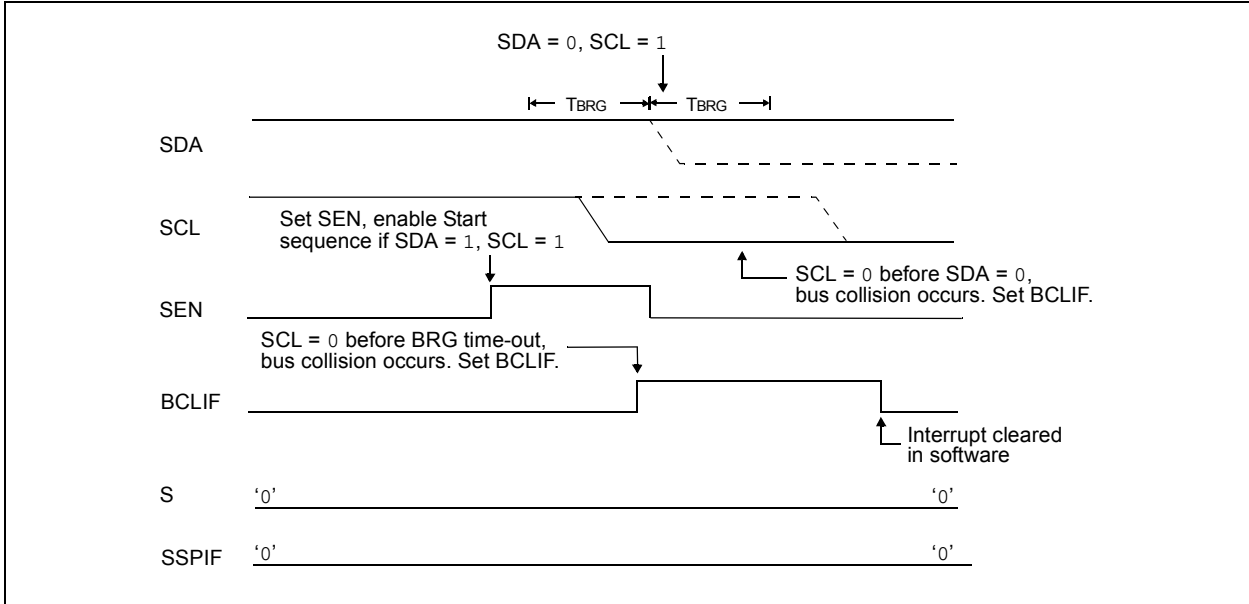 SDA = 0, SCL = 1
TBRG TBRG
SDA
SCL
Set SEN, enable Start
sequence if SDA = 1, SCL = 1
SCL = 0 before SDA = 0,
bus collision occurs. Set BCLIF.
SEN
SCL = 0 before BRG time-out,
bus collision occurs. Set BCLIF.
BCLIF
Interrupt cleared
in software
S ‘0’ ‘0’
SSPIF ‘0’ ‘0’